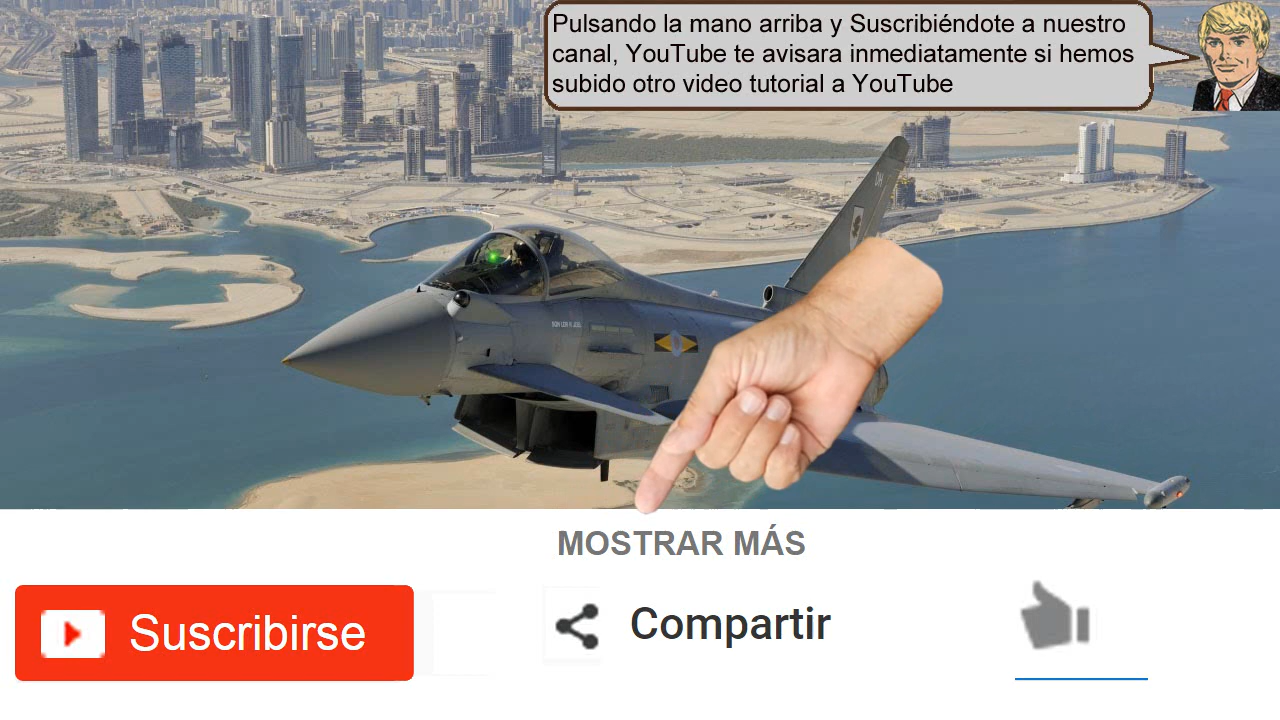 Pulsando la mano arriba y Suscribiéndote a nuestro
canal, YouTube te avisara inmediatamente si hemos
subido otro video tutorial a YouTube
DH
MOSTRAR MÁS
Suscribirse
Compartir